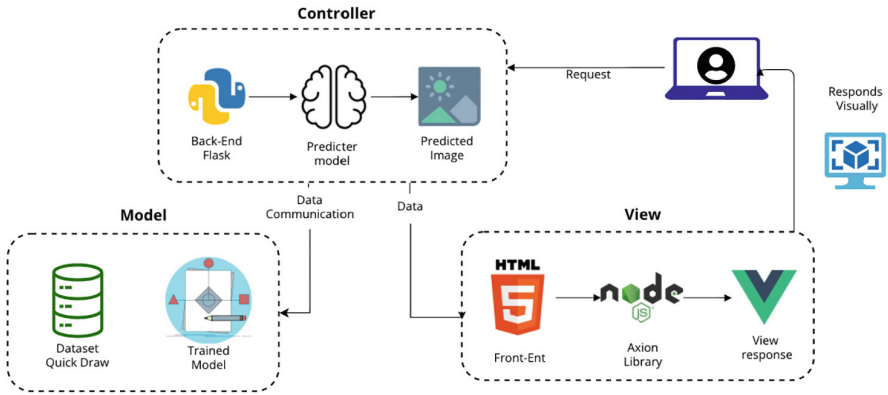 Controller
Request
Responds
Visually
Back-End
Flask
Predicter
model
Predicted
Image
Data
Communication
Data
Model
View
Dataset
Quick Draw
Trained
Model
HTML
5
Front-Ent
node
JS
Axion
Library
View
response